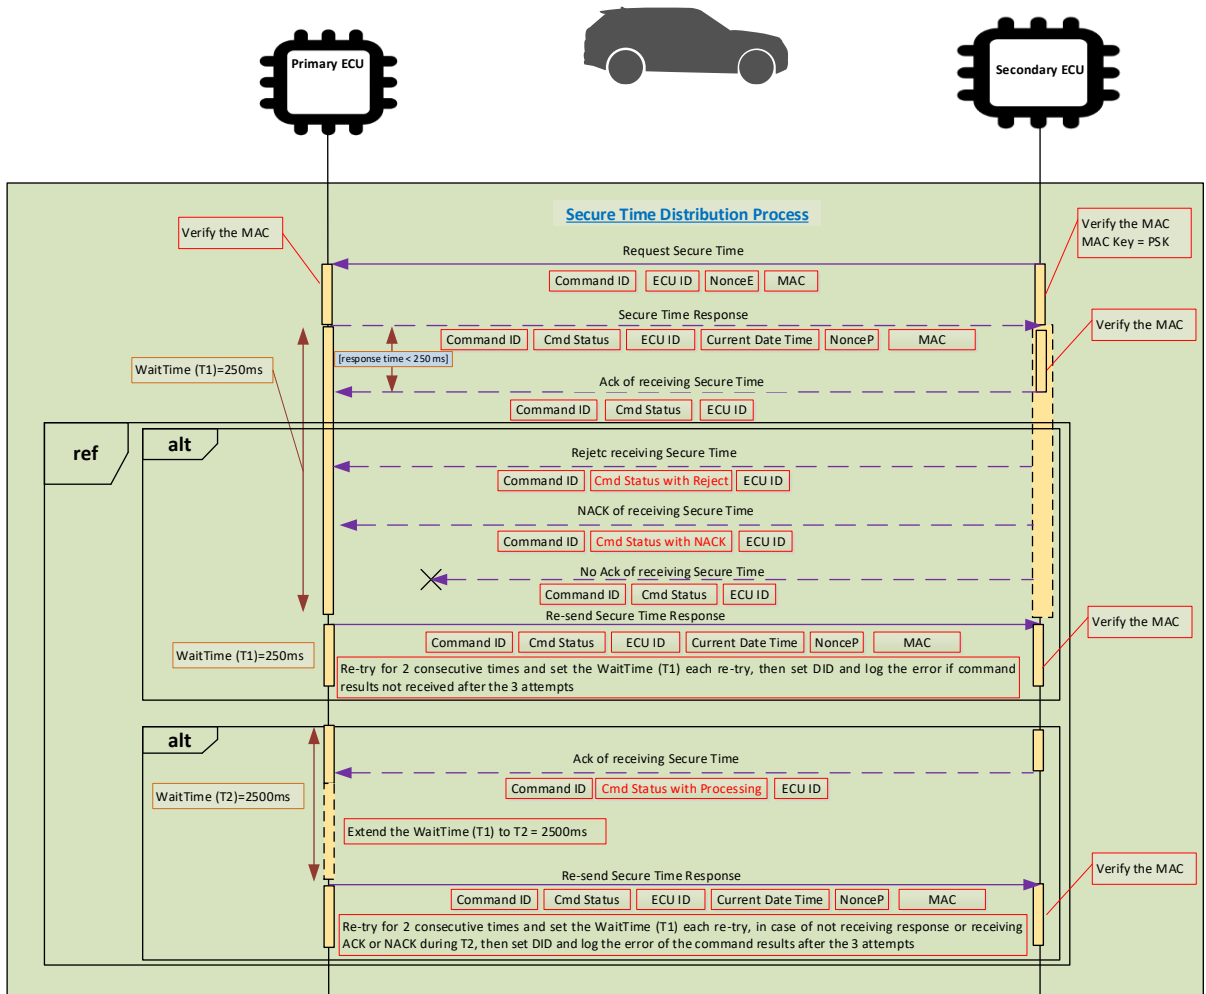 Primary ECU
Secondary ECU
Secure Time Distribution Process
Verify the MAC
Verify the MAC
MAC Key = PSK
Request Secure Time
Command ID ECU ID NonceE MAC
Secure Time Response
Verify the MAC
Command ID Cmd Status ECU ID Current Date Time NonceP MAC
[response time < 250 ms]
WaitTime (T1)=250ms
Ack of receiving Secure Time
Command ID Cmd Status ECU ID
ref
alt
Rejetc receiving Secure Time
Command ID Cmd Status with Reject ECU ID
NACK of receiving Secure Time
Command ID Cmd Status with NACK ECU ID
No Ack of receiving Secure Time
Command ID Cmd Status ECU ID
Re-send Secure Time Response
Verify the MAC
Command ID Cmd Status ECU ID Current Date Time NonceP MAC
WaitTime (T1)=250ms
Re-try for 2 consecutive times and set the WaitTime (T1) each re-try, then set DID and log the error if command
results not received after the 3 attempts
alt
Ack of receiving Secure Time
Command ID Cmd Status with Processing ECU ID
WaitTime (T2)=2500ms
Extend the WaitTime (T1) to T2 = 2500ms
Re-send Secure Time Response
Verify the MAC
Command ID Cmd Status ECU ID Current Date Time NonceP MAC
Re-try for 2 consecutive times and set the WaitTime (T1) each re-try, in case of not receiving response or receiving
ACK or NACK during T2, then set DID and log the error of the command results after the 3 attempts